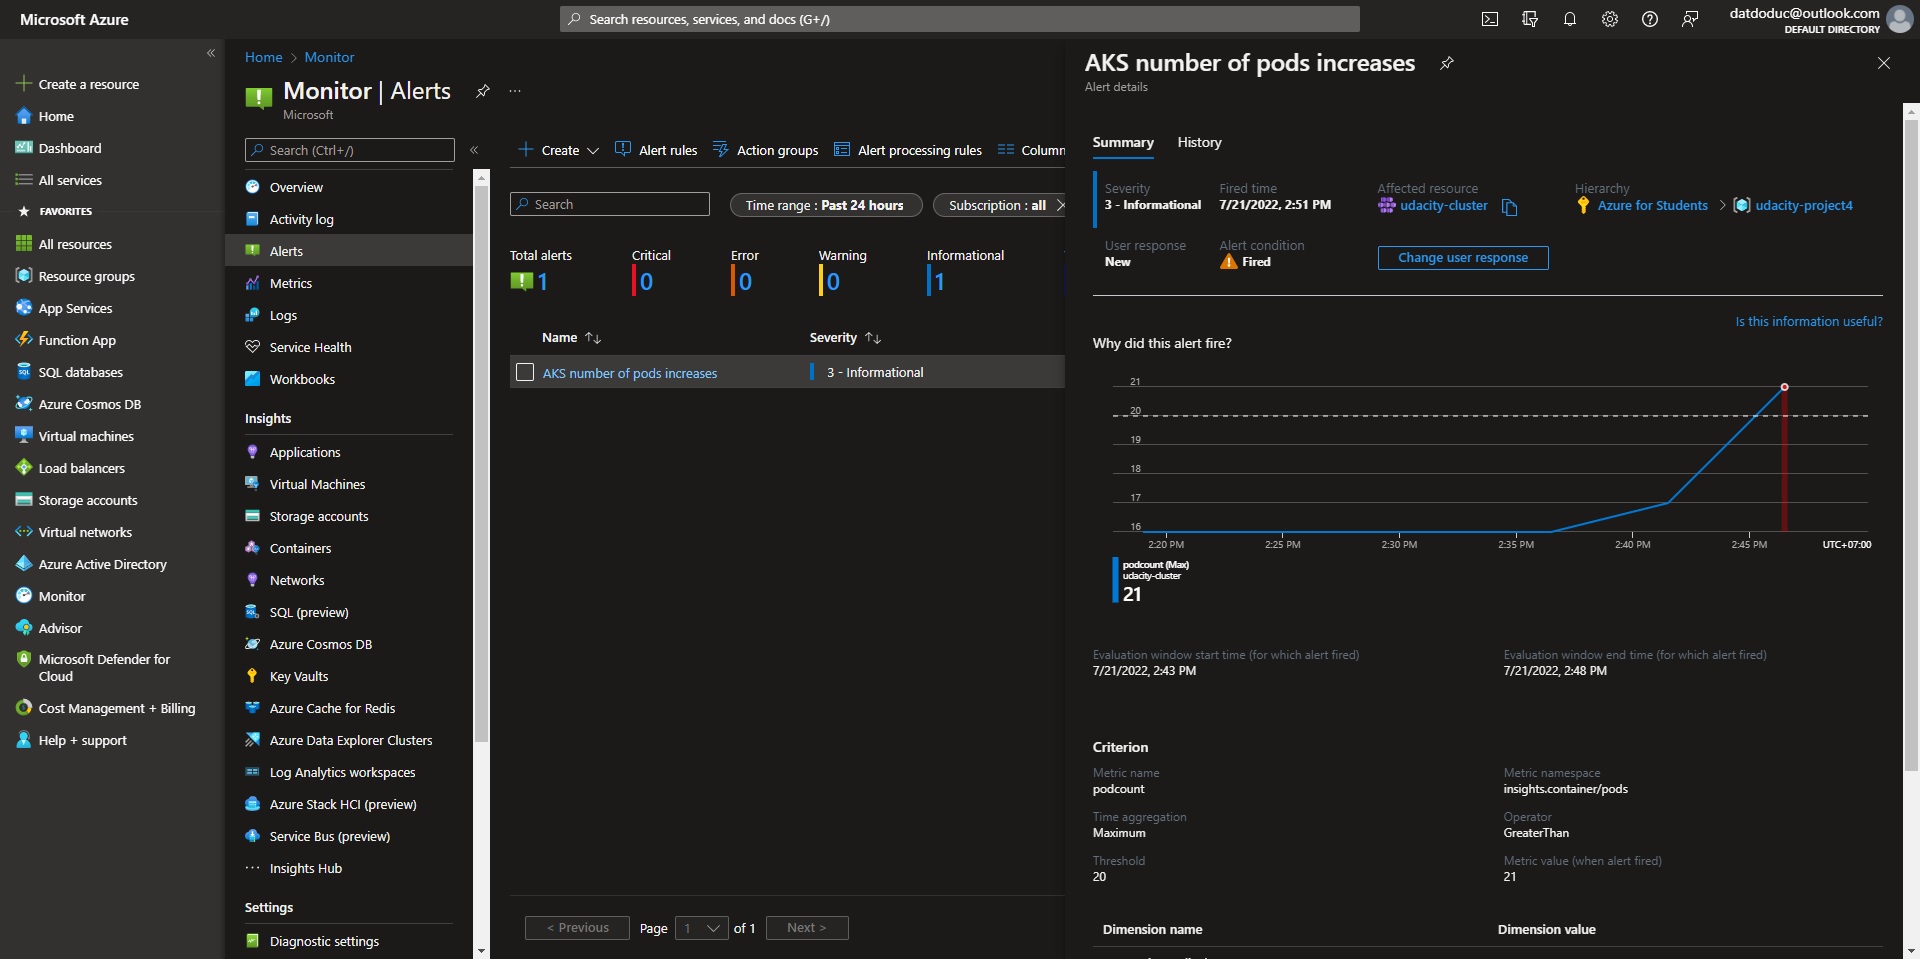 Microsoft Azure
Search resources, services, and docs (G+/)
datdoduc@outlook.com
DEFAULT DIRECTORY
Create a resource
Home
Dashboard
All services
FAVORITES
All resources
Resource groups
App Services
Function App
SQL databases
Azure Cosmos DB
Virtual machines
Load balancers
Storage accounts
Virtual networks
Azure Active Directory
Monitor
Advisor
Microsoft Defender for
Cloud
Cost Management + Billing
Help + support
Home > Monitor
Monitor | Alerts
Microsoft
Search (Ctrl+/)
Overview
Activity log
Alerts
Metrics
Logs
Service Health
Workbooks
Insights
Applications
Virtual Machines
Storage accounts
Containers
Networks
SQL (preview)
Azure Cosmos DB
Key Vaults
Azure Cache for Redis
Azure Data Explorer Clusters
Log Analytics workspaces
Azure Stack HCI (preview)
Service Bus (preview)
Insights Hub
Settings
Diagnostic settings
Create Alert rules Action groups Alert processing rules Column
Search
Time range : Past 24 hours
Subscription : all
Total alerts Critical Error Warning Informational
1 0 0 0 1
Name Severity
AKS number of pods increases 3 - Informational
< Previous Page 1 of 1 Next >
AKS number of pods increases
Alert details
Summary History
Severity Fired time Affected resource Hierarchy
3 - Informational 7/21/2022, 2:51 PM udacity-cluster Azure for Students > udacity-project4
User response Alert condition
New Fired
Change user response
Is this information useful?
Why did this alert fire?
21
20
19
18
17
16
2:20 PM 2:25 PM 2:30 PM 2:35 PM 2:40 PM 2:45 PM UTC+07:00
podcount (Max)
udacity-cluster
21
Evaluation window start time (for which alert fired) Evaluation window end time (for which alert fired)
7/21/2022, 2:43 PM 7/21/2022, 2:48 PM
Criterion
Metric name Metric namespace
podcount insights.container/pods
Time aggregation Operator
Maximum GreaterThan
Threshold Metric value (when alert fired)
20 21
Dimension name Dimension value